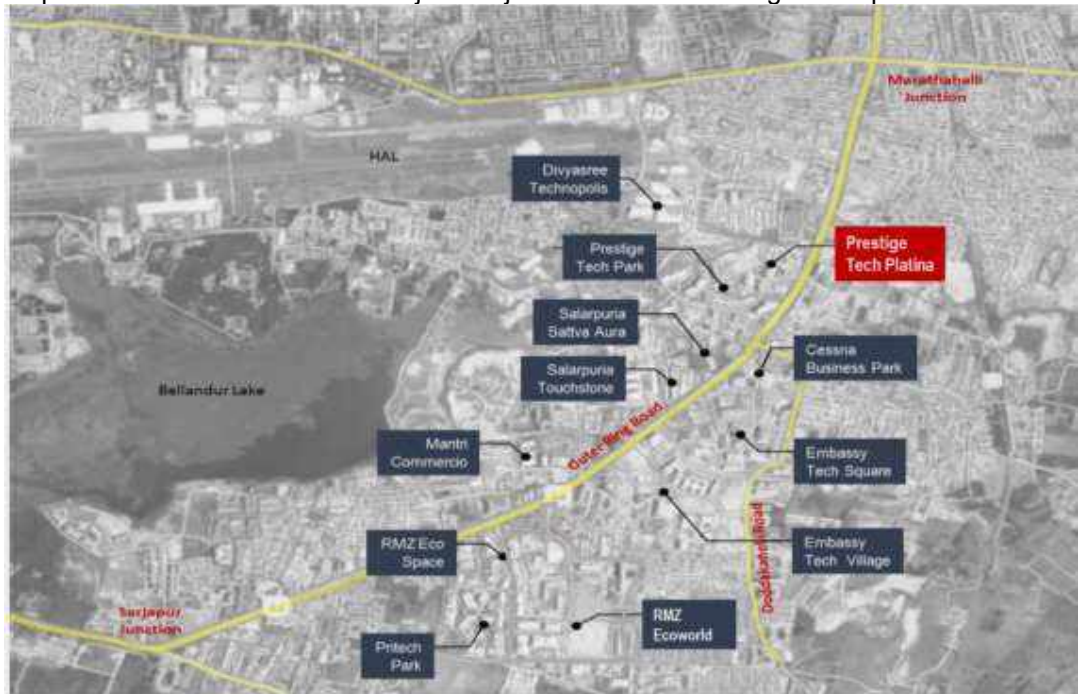 Marathahalli
Junction
HAL
Divyasree
Technopolis
Prestige
Tech Park
Prestige
Tech Platina
Salarpuria
Sattva Aura
Salarpuria
Touchstone
Cessna
Business Park
Bellandur Lake
Outer Ring Road
Mantri
Commercio
Embassy
Tech Square
RMZ Eco
Space
Embassy
Tech Village
Sarjapur
Junction
Pritech
Park
RMZ
Ecoworld